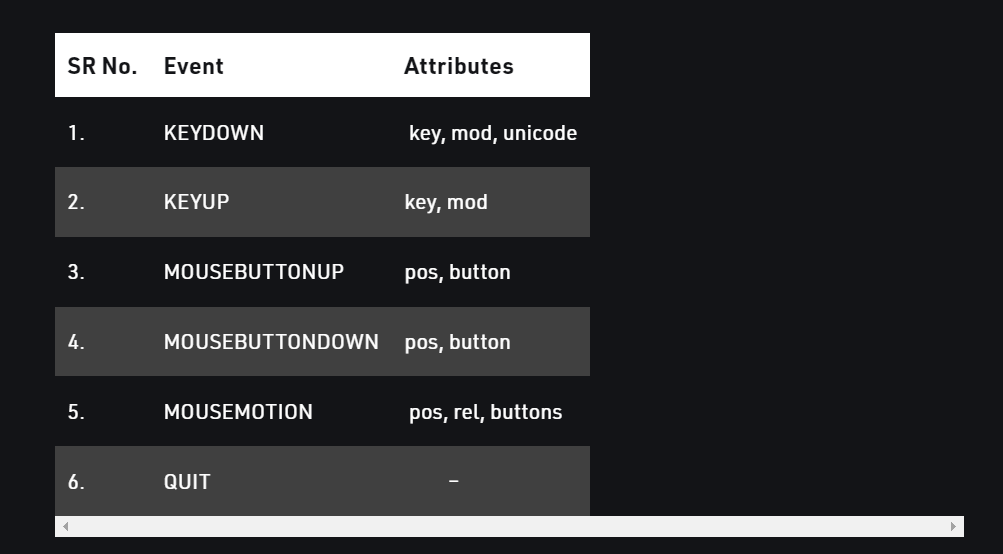 SR No. Event Attributes
1. KEYDOWN key, mod, unicode
2. KEYUP key, mod
3. MOUSEBUTTONUP pos, button
4. MOUSEBUTTONDOWN pos, button
5. MOUSEMOTION pos, rel, buttons
6. QUIT –